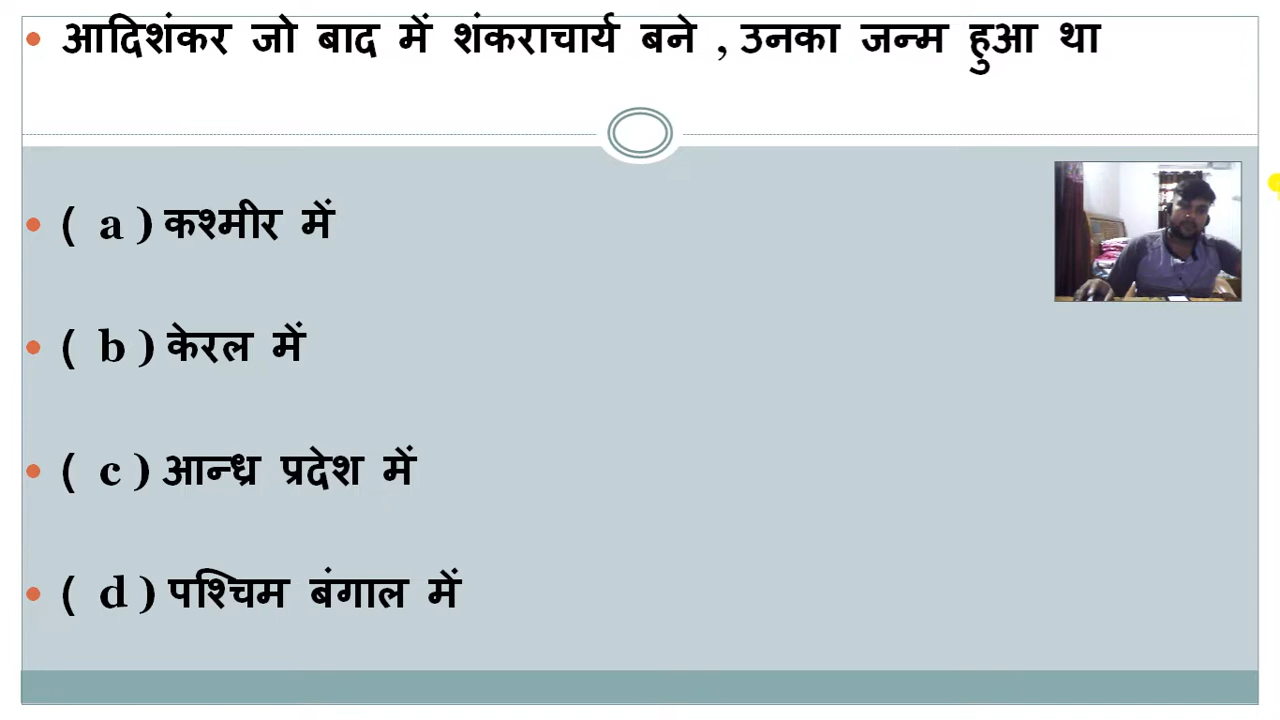 आदिशंकर जो बाद में शंकराचार्य बने , उनका जन्म हुआ था
( a ) कश्मीर में
( b ) केरल में
( c ) आन्ध्र प्रदेश में
( d ) पश्चिम बंगाल में